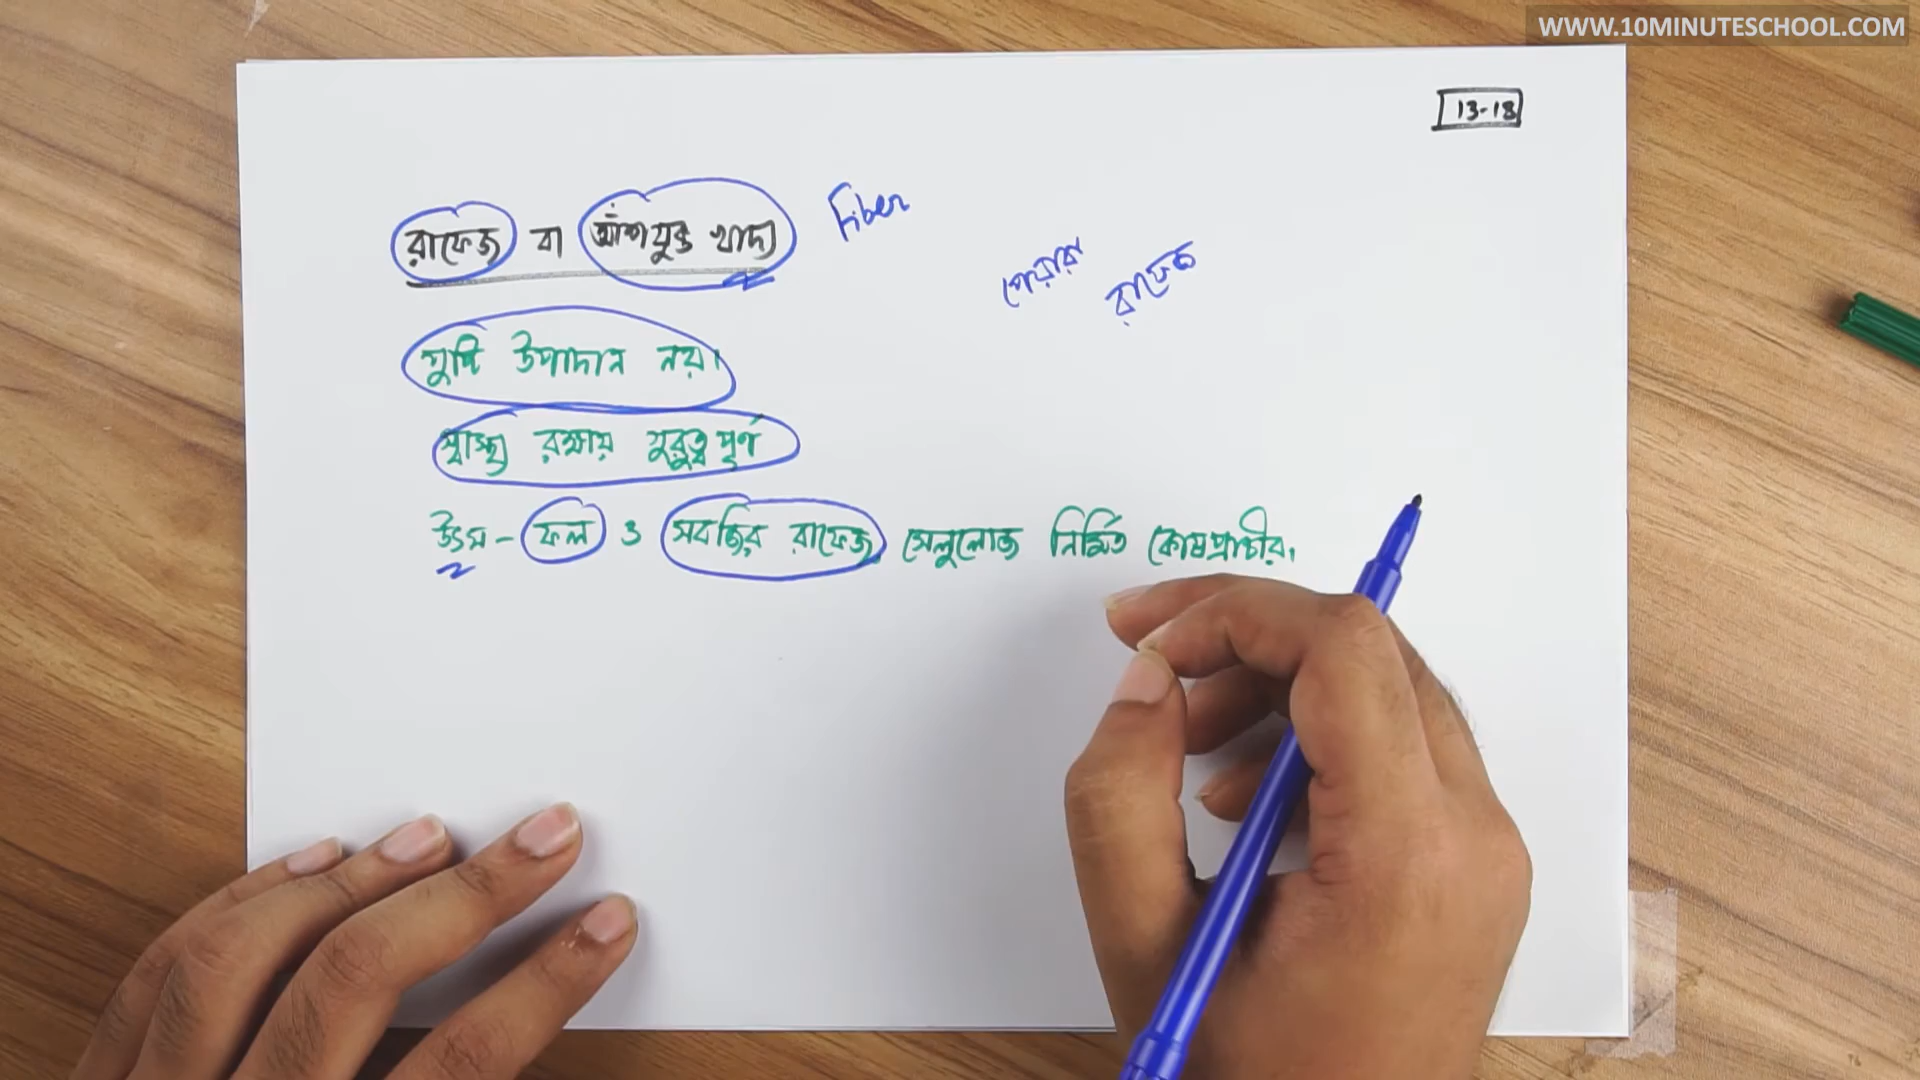 WWW.10MINUTESCHOOL.COM
13-18
রাফেজ বা আঁশযুক্ত খাদ্য Fiber
পেয়ারা রাফেজ
পুষ্টি উপাদান নয়।
স্বাস্থ্য রক্ষায় গুরুত্বপূর্ণ
উৎস - ফল ও সবজির রাফেজ সেলুলোজ নির্মিত কোষপ্রাচীর।